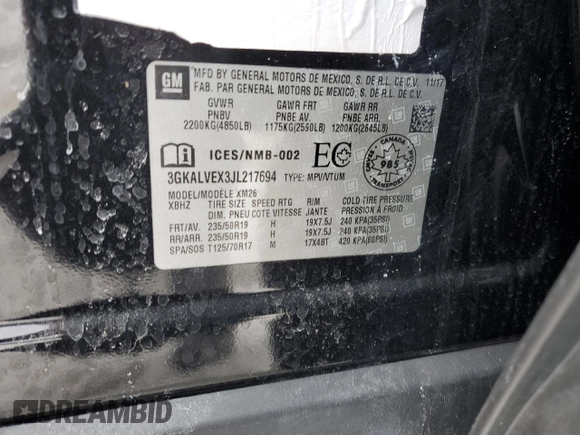 GM
MFD BY GENERAL MOTORS DE MEXICO, S. DE R.L. DE C.V. 11/17
FAB. PAR GENERAL MOTORS DE MEXICO, S. DE R.L. DE C.V.
GVWR GAWR FRT GAWR RR
PNBV PNBE AV. PNBE ARR.
2200KG(4850LB) 1175KG(2590LB) 1200KG(2645LB)
ICES/NMB-002 EC
CANADA
985
3GKALVEX3JL217694 TYPE: MPV/VTUM
MODEL/MODÈLE XM26
XBHZ TIRE SIZE SPEED RTG RIM COLD TIRE PRESSURE
DIM. PNEU COTE VITESSE JANTE PRESSION À FROID
FRT/AV. 235/50R19 H 19X7.5J 240 KPA(35PSI)
RR/ARR. 235/50R19 H 19X7.5J 240 KPA(35PSI)
SPA/SOS T125/70R17 M 17X4BT 420 KPA(60PSI)
DREAMBID